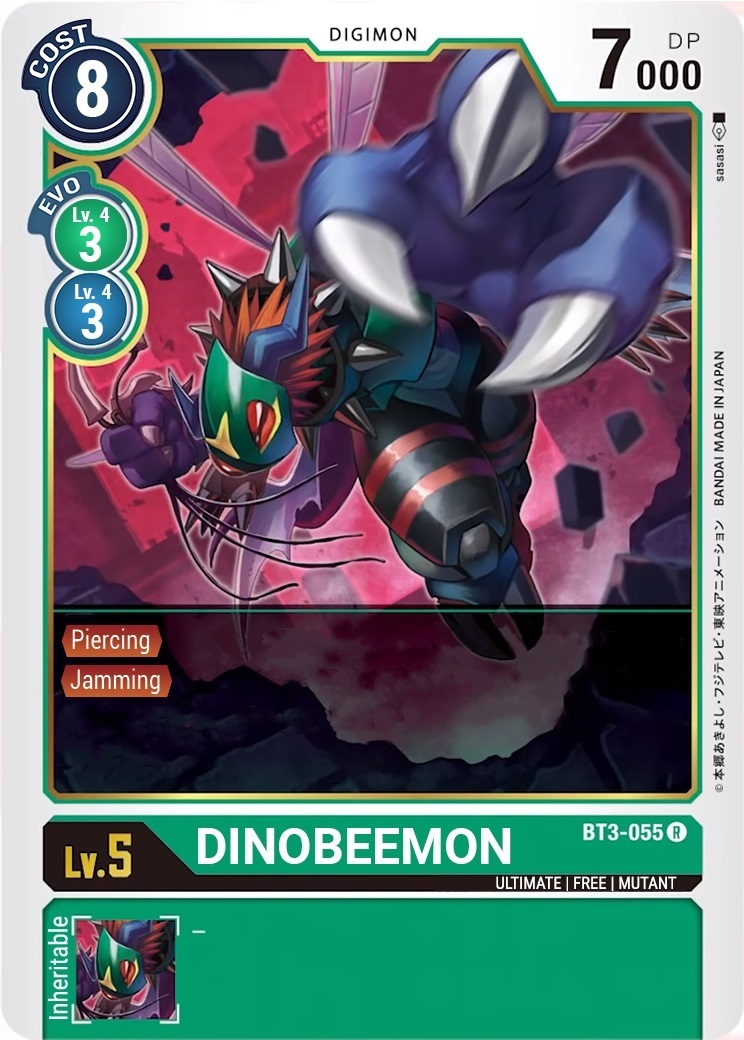 DIGIMON
COST
8
7000
DP
EVO
Lv. 4
3
Lv. 4
3
sasasi
Piercing
Jamming
© 本郷あきよし・フジテレビ・東映アニメーション BANDAI MADE IN JAPAN
Lv.5
DINOBEEMON
BT3-055 R
ULTIMATE | FREE | MUTANT
Inheritable
–